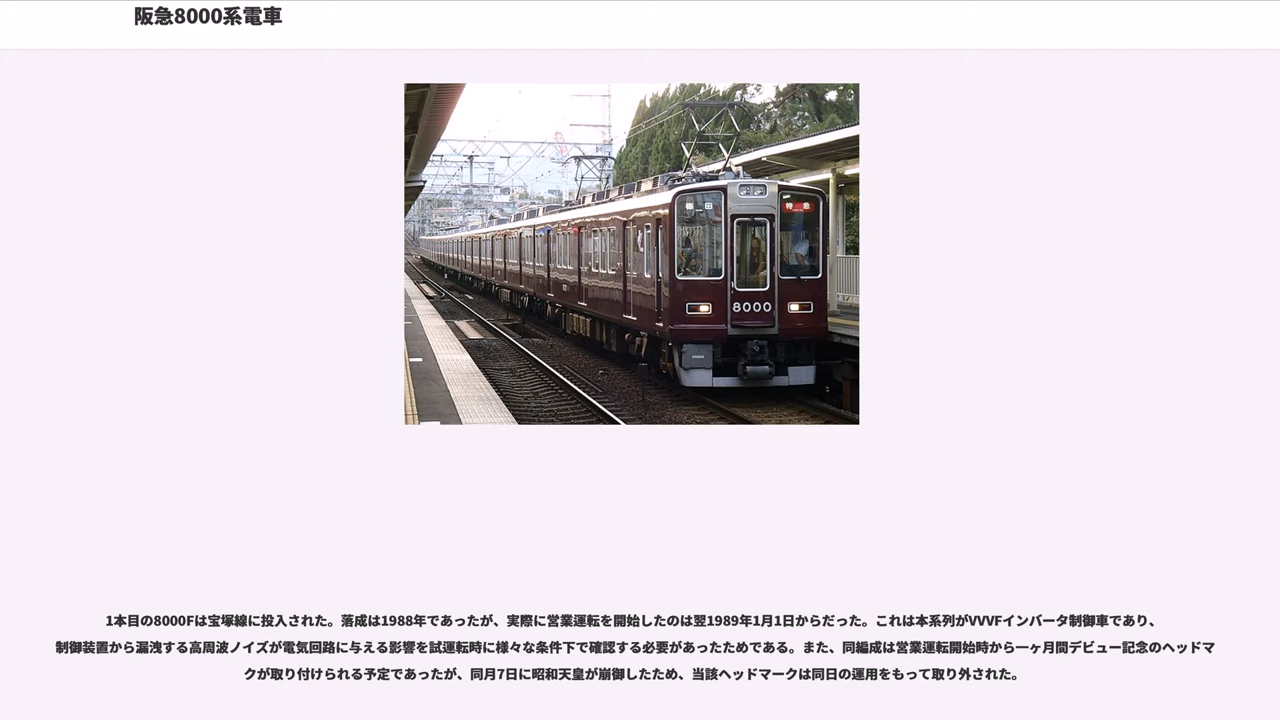 阪急8000系電車
梅田
特急
8000
1本目の8000Fは宝塚線に投入された。落成は1988年であったが、実際に営業運転を開始したのは翌1989年1月1日からだった。これは本系列がVVVFインバータ制御車であり、
制御装置から漏洩する高周波ノイズが電気回路に与える影響を試運転時に様々な条件下で確認する必要があったためである。また、同編成は営業運転開始時から一ヶ月間デビュー記念のヘッドマ
クが取り付けられる予定であったが、同月7日に昭和天皇が崩御したため、当該ヘッドマークは同日の運用をもって取り外された。